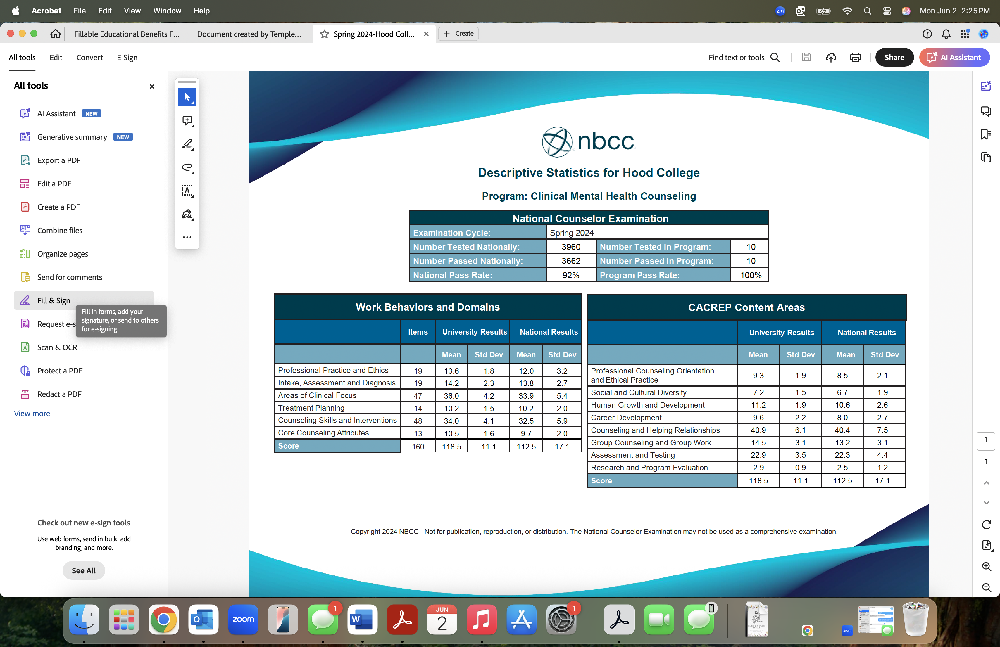 Acrobat File Edit View Window Help
zm
Mon Jun 2 2:25 PM
Fillable Educational Benefits F...
Document created by Temple...
Spring 2024-Hood Coll...
Create
All tools Edit Convert E-Sign
Find text or tools
Share
AI Assistant
All tools
AI Assistant NEW
Generative summary NEW
Export a PDF
Edit a PDF
Create a PDF
Combine files
Organize pages
Send for comments
Fill & Sign
Fill in forms, add your
signature, or send to others
for e-signing
Request e-s
Scan & OCR
Protect a PDF
Redact a PDF
View more
Check out new e-sign tools
Use web forms, send in bulk, add
branding, and more.
See All
nbcc
Descriptive Statistics for Hood College
Program: Clinical Mental Health Counseling
National Counselor Examination
Examination Cycle: Spring 2024
Number Tested Nationally: 3960 Number Tested in Program: 10
Number Passed Nationally: 3662 Number Passed in Program: 10
National Pass Rate: 92% Program Pass Rate: 100%
Work Behaviors and Domains
Items University Results National Results
Mean Std Dev Mean Std Dev
Professional Practice and Ethics 19 13.6 1.8 12.0 3.2
Intake, Assessment and Diagnosis 19 14.2 2.3 13.8 2.7
Areas of Clinical Focus 47 36.0 4.2 33.9 5.4
Treatment Planning 14 10.2 1.5 10.2 2.0
Counseling Skills and Interventions 48 34.0 4.1 32.5 5.9
Core Counseling Attributes 13 10.5 1.6 9.7 2.0
Score 160 118.5 11.1 112.5 17.1
CACREP Content Areas
University Results National Results
Mean Std Dev Mean Std Dev
Professional Counseling Orientation
and Ethical Practice 9.3 1.9 8.5 2.1
Social and Cultural Diversity 7.2 1.5 6.7 1.9
Human Growth and Development 11.2 1.9 10.6 2.6
Career Development 9.6 2.2 8.0 2.7
Counseling and Helping Relationships 40.9 6.1 40.4 7.5
Group Counseling and Group Work 14.5 3.1 13.2 3.1
Assessment and Testing 22.9 3.5 22.3 4.4
Research and Program Evaluation 2.9 0.9 2.5 1.2
Score 118.5 11.1 112.5 17.1
Copyright 2024 NBCC - Not for publication, reproduction, or distribution. The National Counselor Examination may not be used as a comprehensive examination.
1
1
zoom
1
W
JUN
2
1
12
Baby
zoom